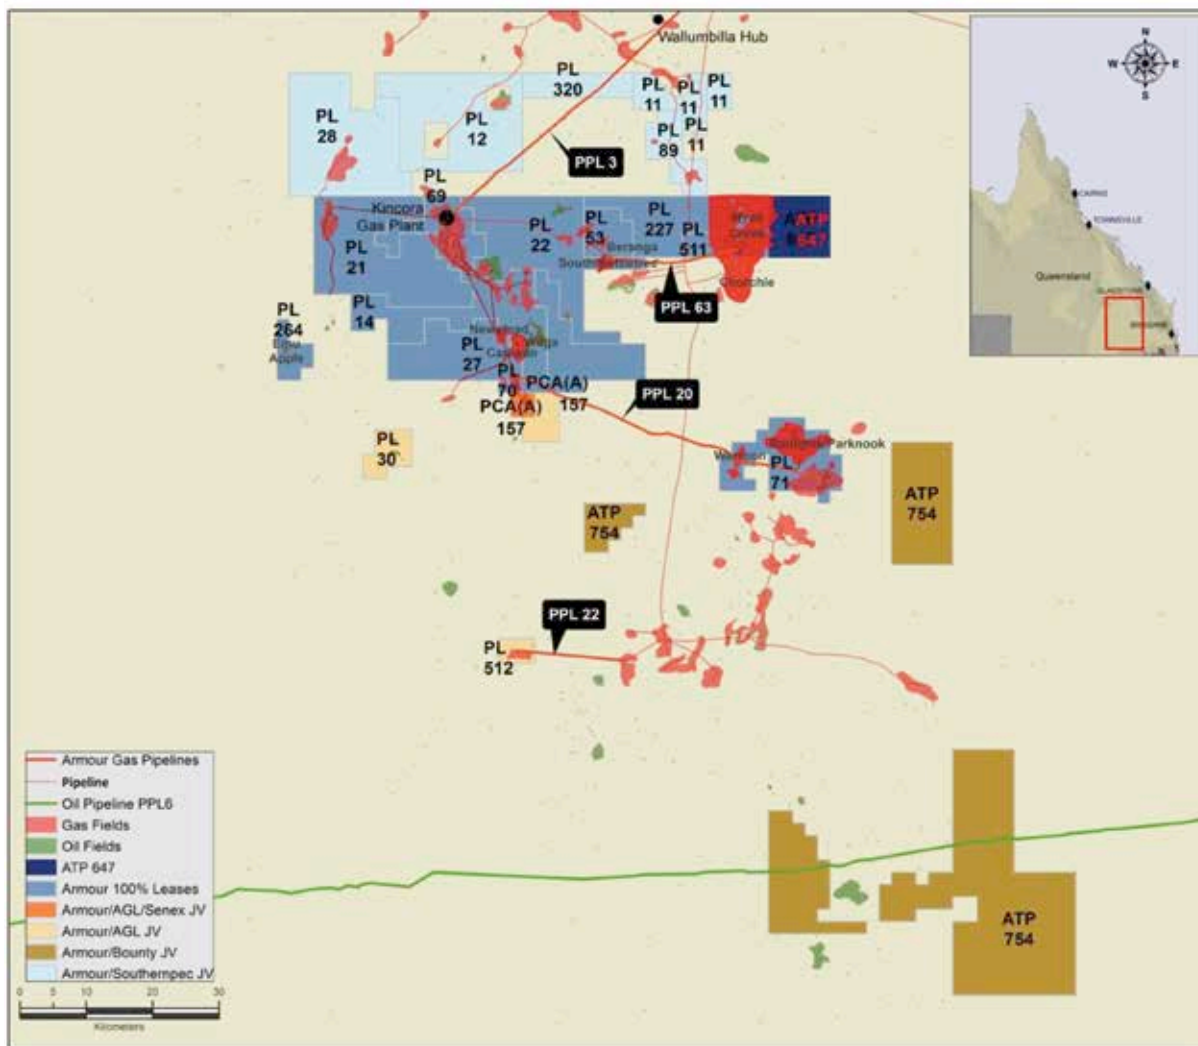 Wallumbilla Hub
PL
320
PL
11
PL
11
PL
11
PL
28
PL
12
PL
89
PL
11
PPL 3
PL
69
Kincora
Gas Plant
PL
22
PL
53
PL
227
PL
511
ATP
647
PL
21
PPL 63
PL
14
PL
264
PL
27
PL
70
PCA(A)
157
PCA(A)
157
PPL 20
Parknook
PL
71
PL
30
ATP
754
ATP
754
PPL 22
PL
512
ATP
754
N
W
E
S
CAIRNS
TOWNSVILLE
Queensland
GLADSTONE
BRISBANE
Armour Gas Pipelines
Pipeline
Oil Pipeline PPL6
Gas Fields
Oil Fields
ATP 647
Armour 100% Leases
Armour/AGL/Senex JV
Armour/AGL JV
Armour/Bounty JV
Armour/Southernpec JV
0 5 10 20 30
Kilometers